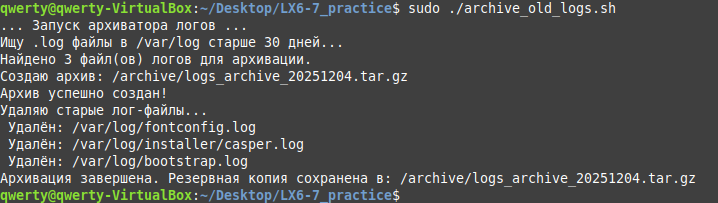 qwerty@qwerty-VirtualBox:~/Desktop/LX6-7_practice$ sudo ./archive_old_logs.sh
... Запуск архиватора логов ...
Ищу .log файлы в /var/log старше 30 дней...
Найдено 3 файл(ов) логов для архивации.
Создаю архив: /archive/logs_archive_20251204.tar.gz
Архив успешно создан!
Удаляю старые лог-файлы...
 Удалён: /var/log/fontconfig.log
 Удалён: /var/log/installer/casper.log
 Удалён: /var/log/bootstrap.log
Архивация завершена. Резервная копия сохранена в: /archive/logs_archive_20251204.tar.gz
qwerty@qwerty-VirtualBox:~/Desktop/LX6-7_practice$